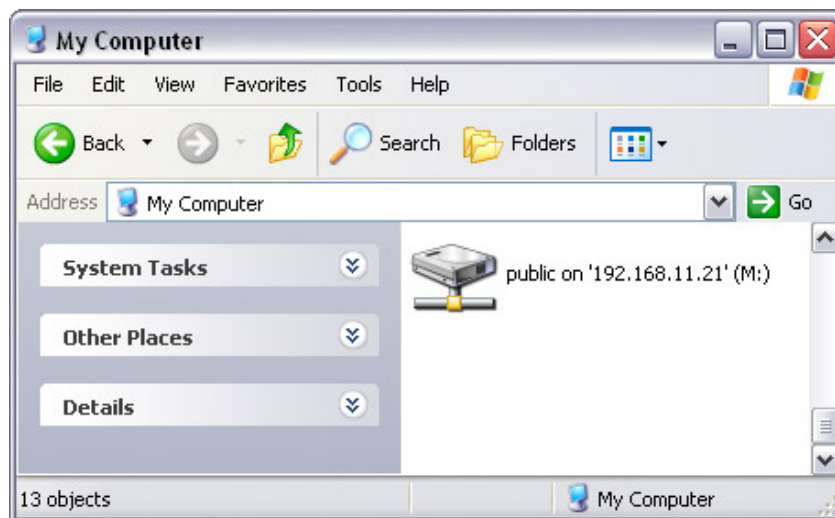 My Computer
File Edit View Favorites Tools Help
Back Search Folders
Address My Computer Go
System Tasks
public on '192.168.11.21' (M:)
Other Places
Details
13 objects My Computer